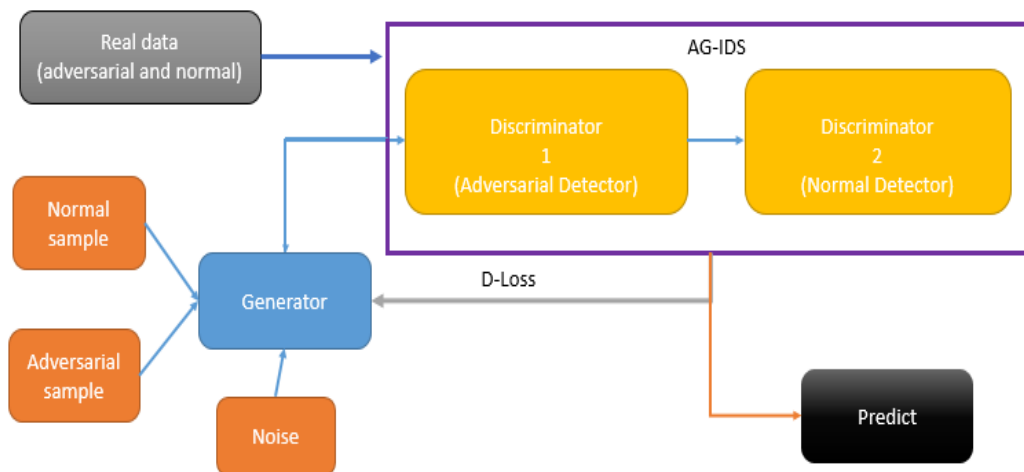 Real data
(adversarial and normal)
AG-IDS
Discriminator
1
(Adversarial Detector)
Discriminator
2
(Normal Detector)
Normal
sample
Generator
D-Loss
Adversarial
sample
Noise
Predict